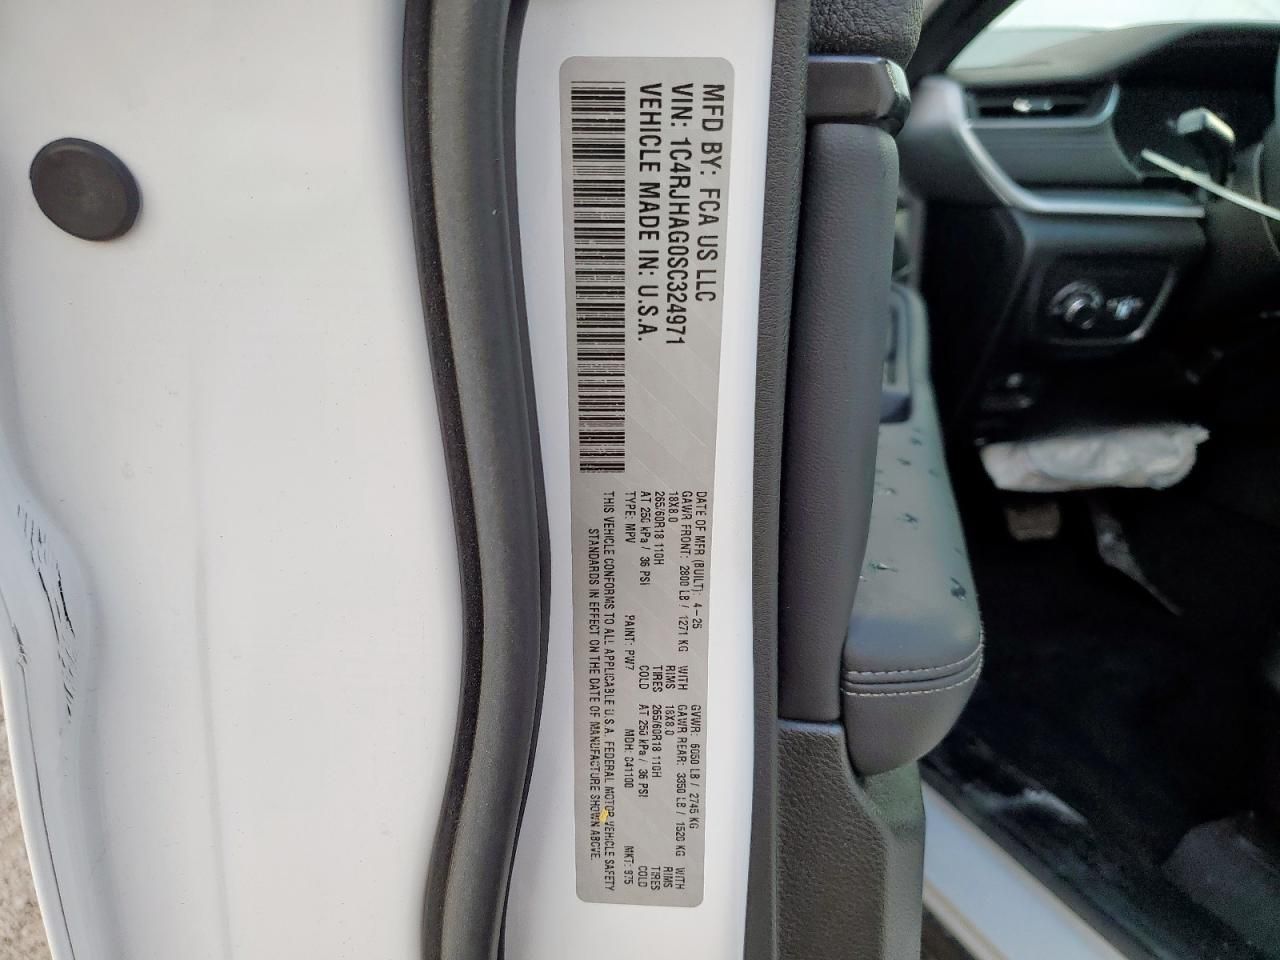 MFD BY: FCA US LLC
VIN: 1C4RJHAG0SC324971
VEHICLE MADE IN: U.S.A.
DATE OF MFR (BUILT): 4-25 GVWR: 6050 LB / 2745 KG
GAWR FRONT: 2800 LB / 1271 KG WITH GAWR REAR: 3350 LB / 1520 KG WITH
18X8.0 RIMS 18X8.0 RIMS
265/60R18 110H TIRES 265/60R18 110H TIRES
AT 250 kPa / 36 PSI COLD AT 250 kPa / 36 PSI COLD
TYPE: MPV PAINT: PW7 MDH: 041100 MKT: 975
THIS VEHICLE CONFORMS TO ALL APPLICABLE U.S.A. FEDERAL MOTOR VEHICLE SAFETY
STANDARDS IN EFFECT ON THE DATE OF MANUFACTURE SHOWN ABOVE.